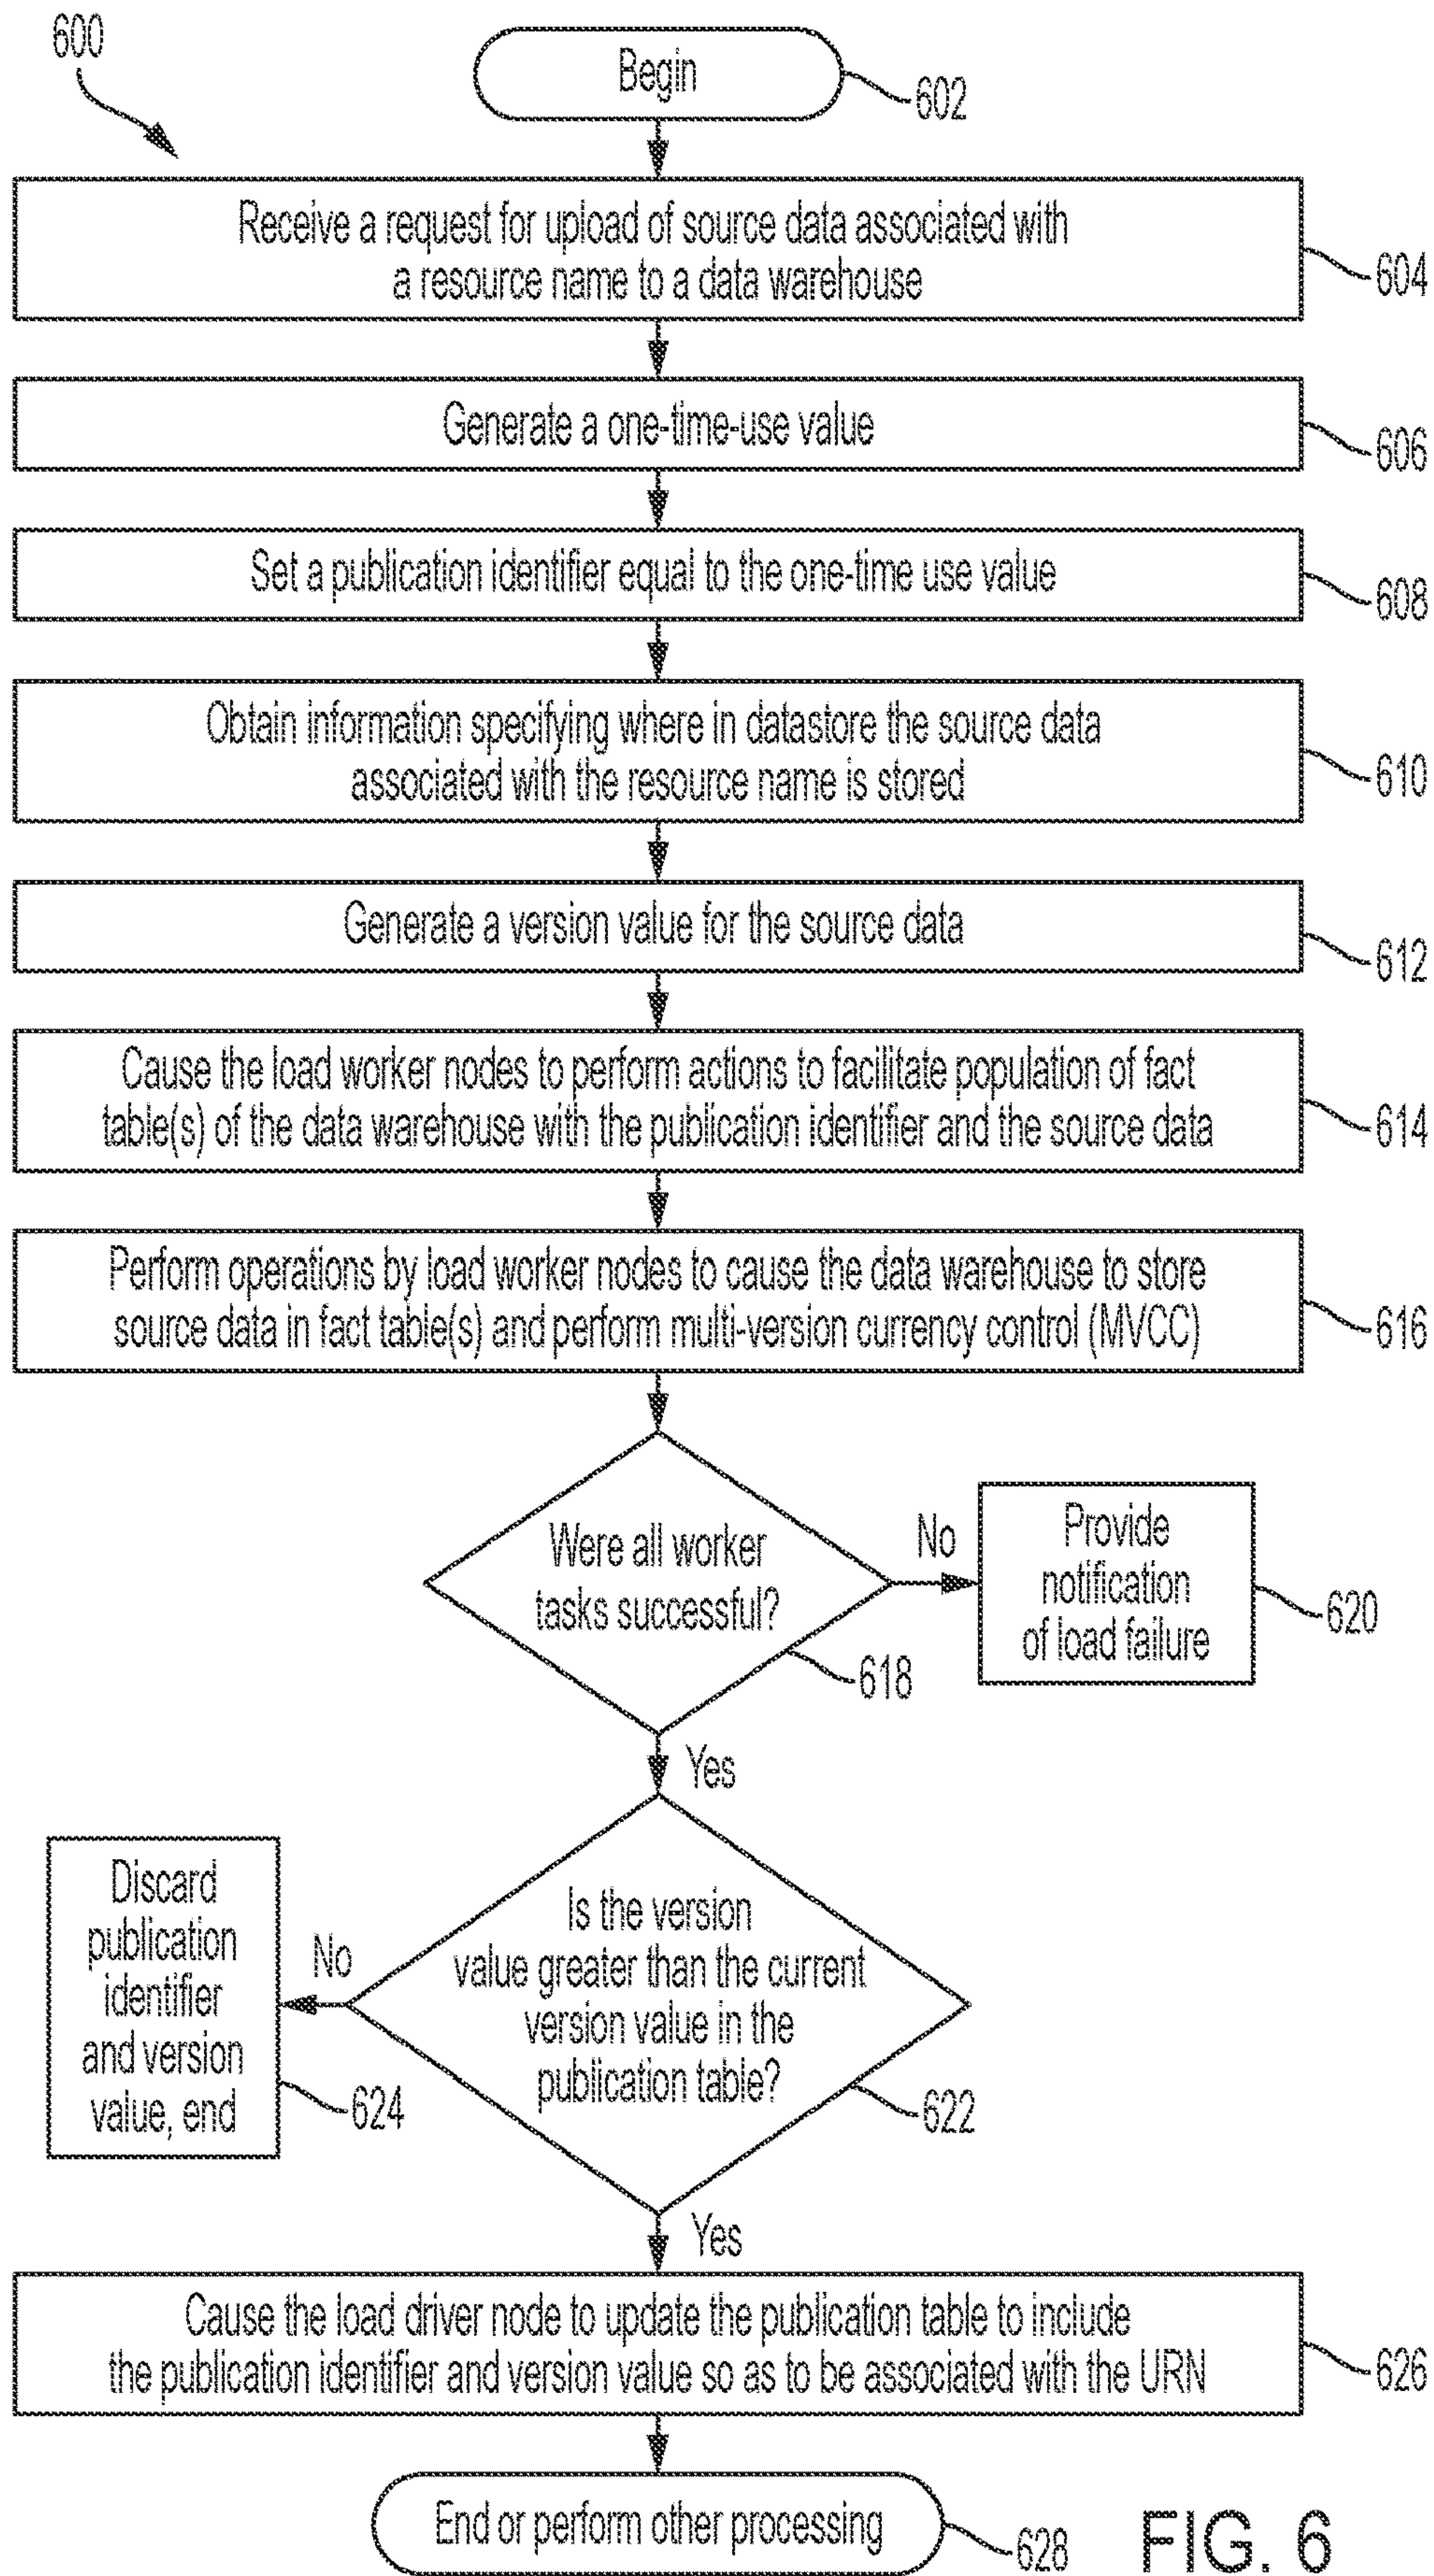 600
Begin
602
Receive a request for upload of source data associated with
a resource name to a data warehouse
604
Generate a one-time-use value
606
Set a publication identifier equal to the one-time use value
608
Obtain information specifying where in datastore the source data
associated with the resource name is stored
610
Generate a version value for the source data
612
Cause the load worker nodes to perform actions to facilitate population of fact
table(s) of the data warehouse with the publication identifier and the source data
614
Perform operations by load worker nodes to cause the data warehouse to store
source data in fact table(s) and perform multi-version currency control (MVCC)
616
Were all worker
tasks successful?
618
No
Provide
notification
of load failure
620
Yes
Is the version
value greater than the current
version value in the
publication table?
622
No
Discard
publication
identifier
and version
value, end
624
Yes
Cause the load driver node to update the publication table to include
the publication identifier and version value so as to be associated with the URN
626
End or perform other processing
628
FIG. 6